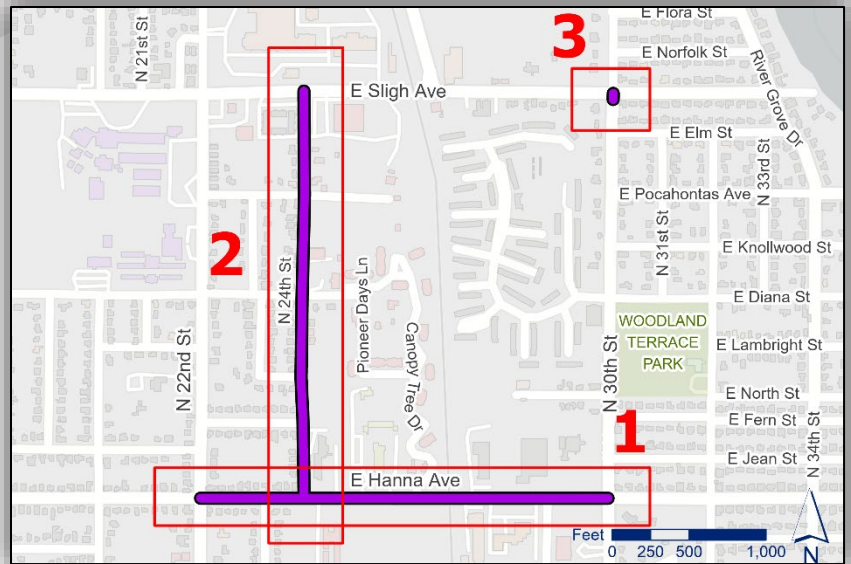 E Flora St
N 21st St
3
E Norfolk St
River Grove Dr
E Sligh Ave
E Elm St
N 33rd St
E Pocahontas Ave
N 31st St
2
E Knollwood St
N 24th St
Pioneer Days Ln
E Diana St
WOODLAND
TERRACE
PARK
N 22nd St
Canopy Tree Dr
N 30th St
E Lambright St
E North St
1
E Fern St
N 34th St
E Jean St
E Hanna Ave
Feet
0 250 500 1,000
N